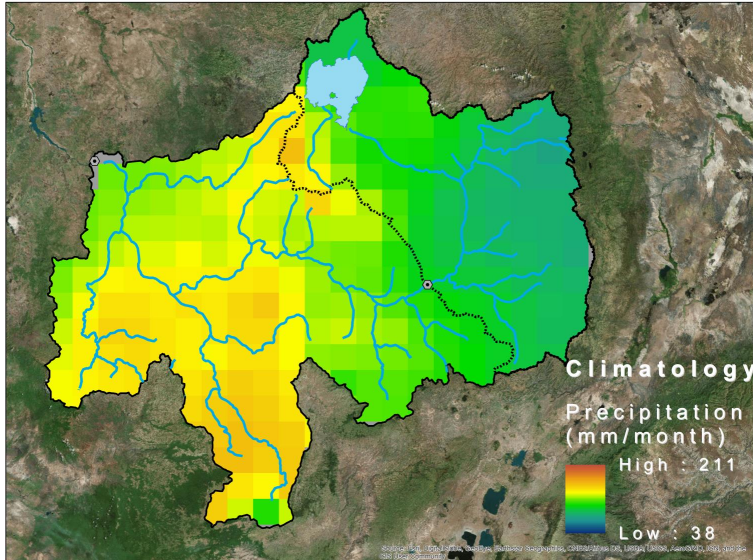 Climatology
Precipitation
(mm/month)
High : 211
Low : 38